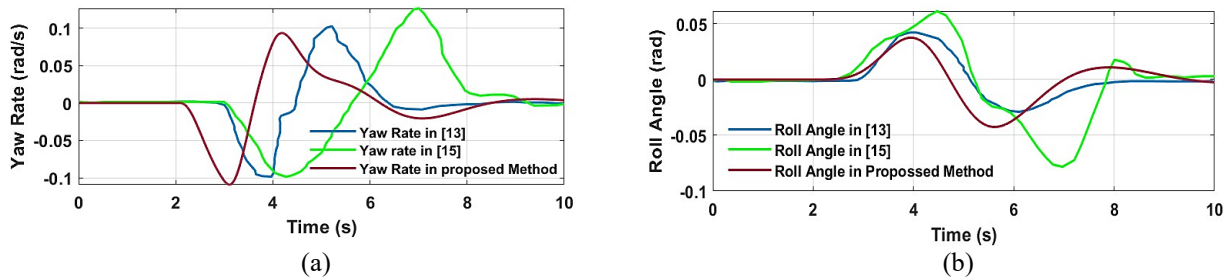 Yaw Rate (rad/s)
0.1
0.05
0
-0.05
-0.1
Yaw Rate in [13]
Yaw rate in [15]
Yaw Rate in proposed Method
0 2 4 6 8 10
Time (s)
(a)
Roll Angle (rad)
0.05
0
-0.05
-0.1
Roll Angle in [13]
Roll Angle in [15]
Roll Angle in Propossed Method
0 2 4 6 8 10
Time (s)
(b)